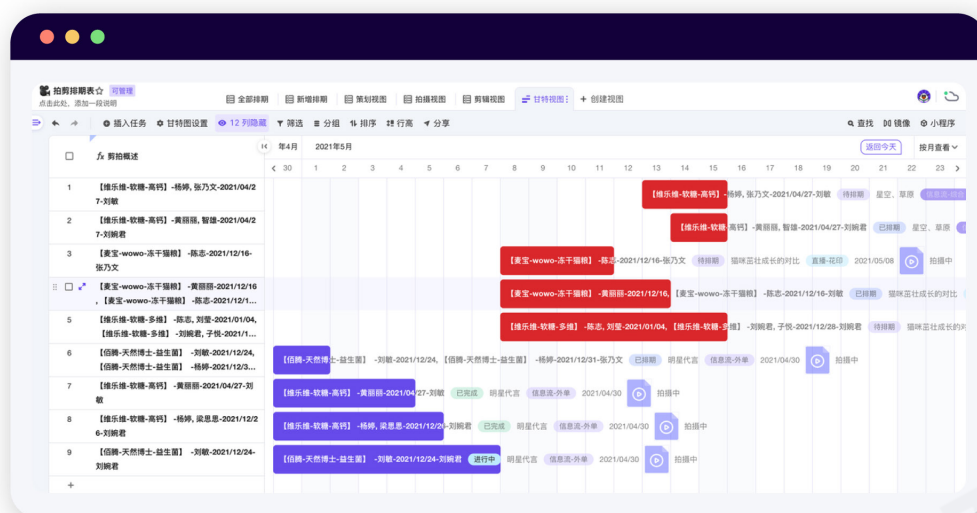 拍剪排期表☆ 可管理
点击此处，添加一段说明
全部排期 新增排期 策划视图 拍摄视图 剪辑视图 甘特视图 + 创建视图
插入任务 甘特图设置 12 列隐藏 筛选 分组 排序 行高 分享 查找 镜像 小程序
fx 剪拍概述
年4月 2021年5月 返回今天 按月查看
30 1 2 3 4 5 6 7 8 9 10 11 12 13 14 15 16 17 18 19 20 21 22 23
1 【维乐维-软糖-高钙】-杨婷, 张乃文-2021/04/2
7-刘敏
【维乐维-软糖-高钙】-杨婷, 张乃文-2021/04/27-刘敏 待排期 星空、草原
2 【维乐维-软糖-高钙】-黄丽丽, 智雄-2021/04/2
7-刘婉君
【维乐维-软糖-高钙】-黄丽丽, 智雄-2021/04/27-刘婉君 已排期 星空、草原
3 【麦宝-wowo-冻干猫粮】 -陈志-2021/12/16-
张乃文
【麦宝-wowo-冻干猫粮】 -陈志-2021/12/16-张乃文 待排期 猫咪茁壮成长的对比 直播-花印 2021/05/08 拍摄中
【麦宝-wowo-冻干猫粮】 -黄丽丽-2021/12/16
, 【麦宝-wowo-冻干猫粮】 -陈志-2021/12/1...
【麦宝-wowo-冻干猫粮】 -黄丽丽-2021/12/16, 【麦宝-wowo-冻干猫粮】 -陈志-2021/12/16-刘敏 已排期 猫咪茁壮成长的对比
5 【维乐维-软糖-多维】 -陈志, 刘莹-2021/01/04,
【维乐维-软糖-多维】 -刘婉君, 子悦-2021/1...
【维乐维-软糖-多维】 -陈志, 刘莹-2021/01/04, 【维乐维-软糖-多维】 -刘婉君, 子悦-2021/12/28-刘婉君 待排期 猫咪茁壮成长的
6 【佰腾-天然博士-益生菌】 -刘敏-2021/12/24,
【佰腾-天然博士-益生菌】 -杨婷-2021/12/3...
【佰腾-天然博士-益生菌】 -刘敏-2021/12/24, 【佰腾-天然博士-益生菌】 -杨婷-2021/12/31-张乃文 已排期 明星代言 信息流-外单 2021/04/30 拍摄中
7 【维乐维-软糖-高钙】 -黄丽丽-2021/04/27-刘
敏
【维乐维-软糖-高钙】 -黄丽丽-2021/04/27-刘敏 已完成 明星代言 信息流-外单 2021/04/30 拍摄中
8 【维乐维-软糖-高钙】 -杨婷, 梁思思-2021/12/2
6-刘婉君
【维乐维-软糖-高钙】 -杨婷, 梁思思-2021/12/26-刘婉君 已完成 明星代言 信息流-外单 2021/04/30 拍摄中
9 【佰腾-天然博士-益生菌】 -刘敏-2021/12/24-
刘婉君
【佰腾-天然博士-益生菌】 -刘敏-2021/12/24-刘婉君 进行中 明星代言 信息流-外单 2021/04/30 拍摄中
+